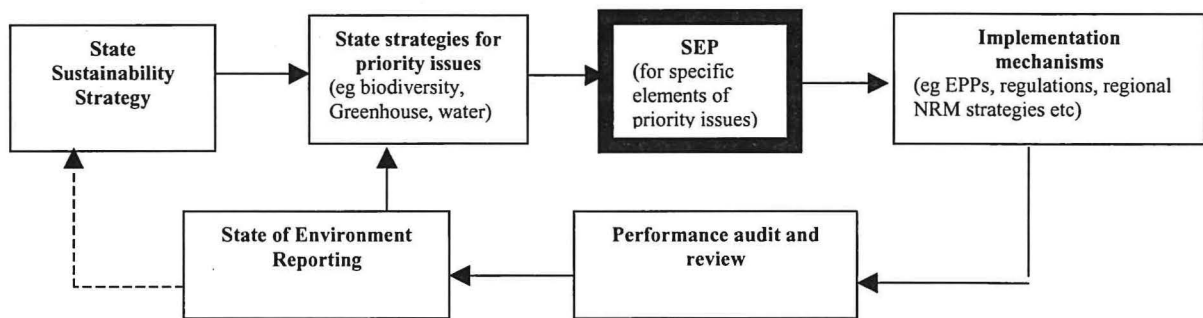 State
Sustainability
Strategy
State strategies for
priority issues
(eg biodiversity,
Greenhouse, water)
SEP
(for specific
elements of
priority issues)
Implementation
mechanisms
(eg EPPs, regulations, regional
NRM strategies etc)
State of Environment
Reporting
Performance audit and
review